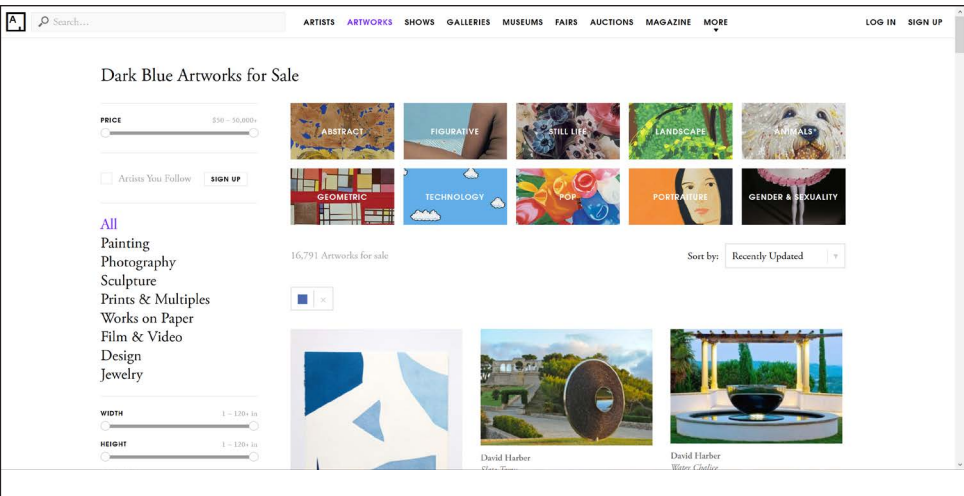 A
Search...
ARTISTS ARTWORKS SHOWS GALLERIES MUSEUMS FAIRS AUCTIONS MAGAZINE MORE
LOG IN SIGN UP
Dark Blue Artworks for Sale
PRICE $50 – 50,000+
Artists You Follow SIGN UP
All
Painting
Photography
Sculpture
Prints & Multiples
Works on Paper
Film & Video
Design
Jewelry
WIDTH 1 – 120+ in
HEIGHT 1 – 120+ in
ABSTRACT FIGURATIVE STILL LIFE LANDSCAPE ANIMALS
GEOMETRIC TECHNOLOGY POP PORTRAITURE GENDER & SEXUALITY
16,791 Artworks for sale
Sort by: Recently Updated
×
David Harber
David Harber
Water Chalice